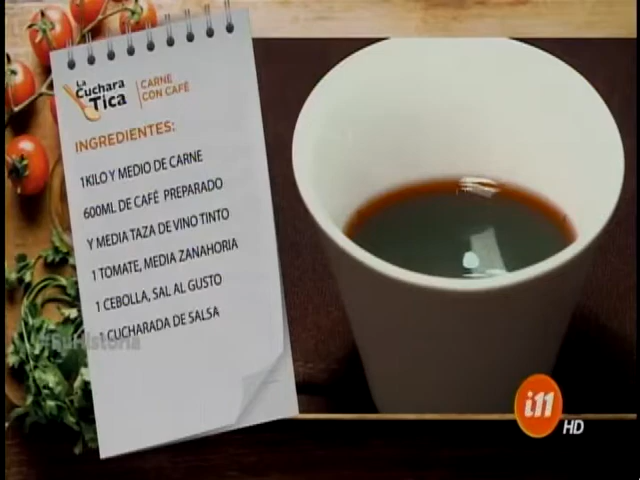 La
Cuchara
Tica
CARNE
CON CAFÉ
INGREDIENTES:
1KILO Y MEDIO DE CARNE
600ML DE CAFÉ PREPARADO
Y MEDIA TAZA DE VINO TINTO
1 TOMATE, MEDIA ZANAHORIA
1 CEBOLLA, SAL AL GUSTO
1 CUCHARADA DE SALSA
#SuHistoria
i11
HD